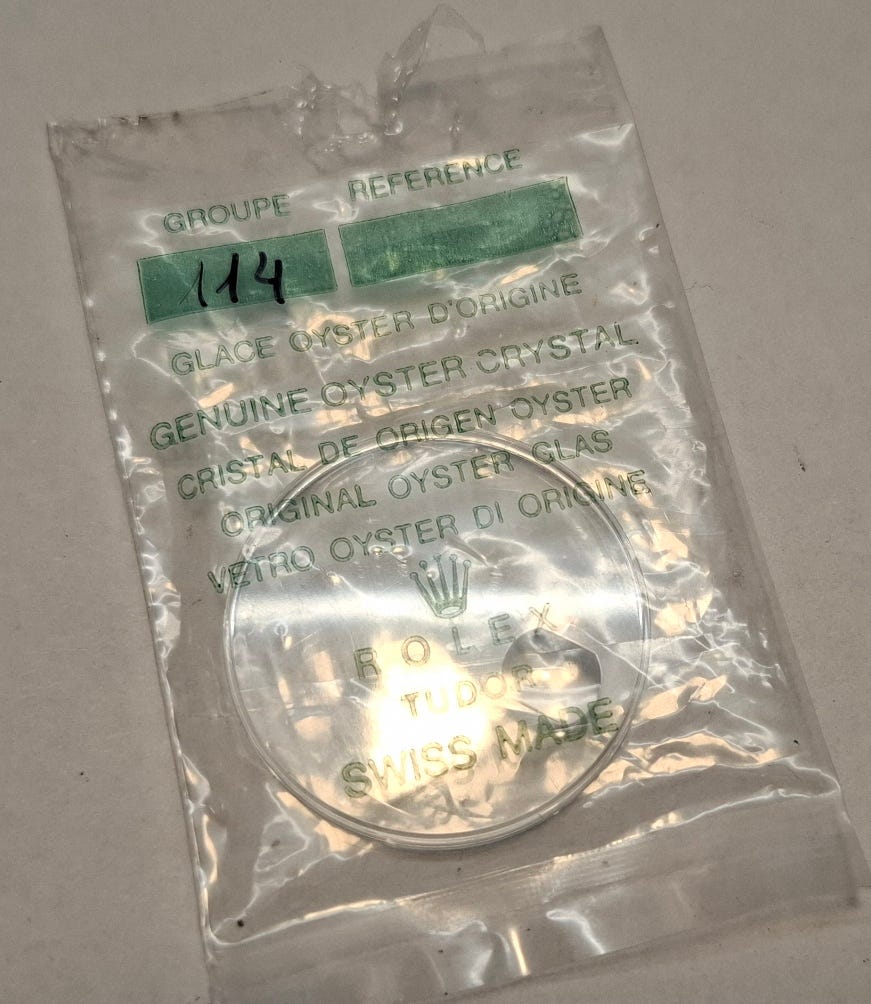 GROUPE REFERENCE
114
GLACE OYSTER D'ORIGINE
GENUINE OYSTER CRYSTAL
CRISTAL DE ORIGEN OYSTER
ORIGINAL OYSTER GLAS
VETRO OYSTER DI ORIGINE
ROLEX
TUDOR
SWISS MADE